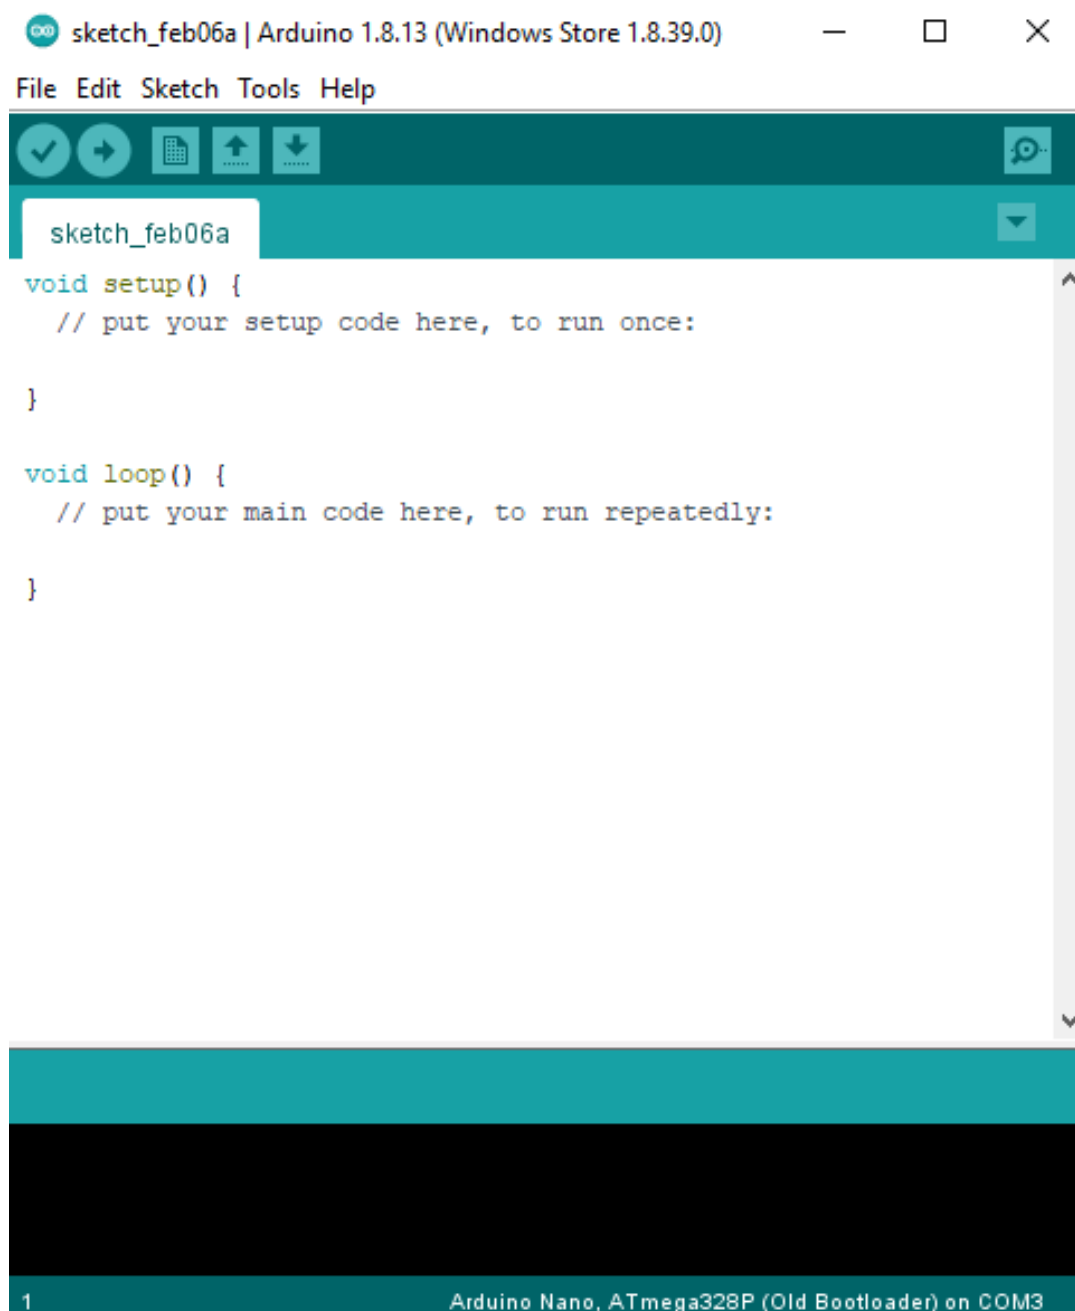 sketch_feb06a | Arduino 1.8.13 (Windows Store 1.8.39.0)
File Edit Sketch Tools Help
sketch_feb06a
void setup() {
  // put your setup code here, to run once:
}
void loop() {
  // put your main code here, to run repeatedly:
}
1 Arduino Nano, ATmega328P (Old Bootloader) on COM3